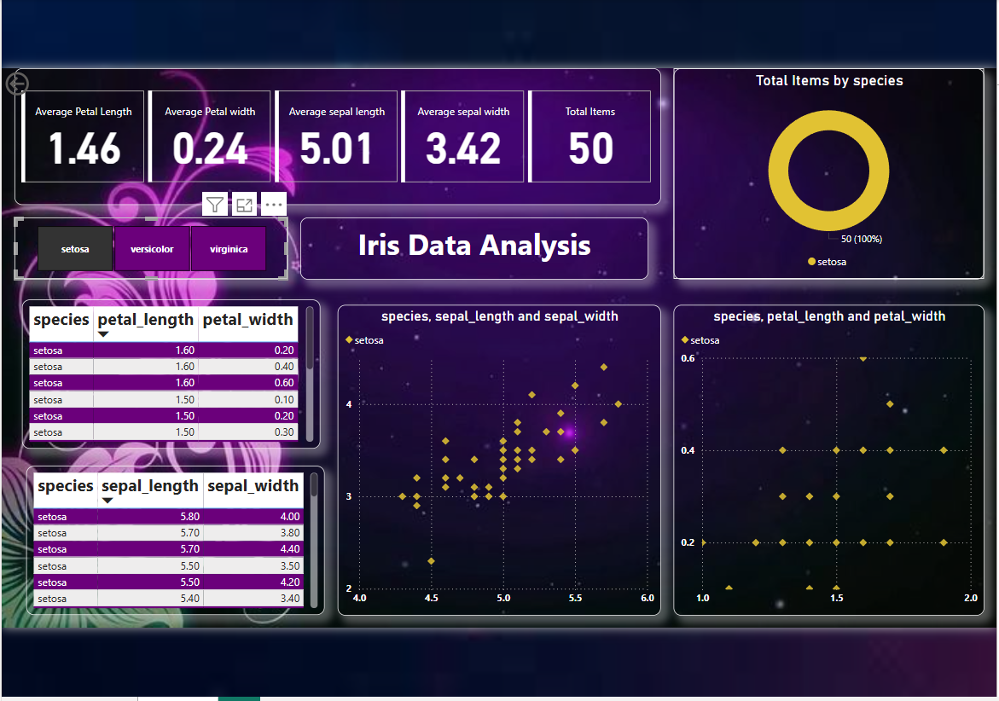 Average Petal Length
1.46
Average Petal width
0.24
Average sepal length
5.01
Average sepal width
3.42
Total Items
50
Total Items by species
50 (100%)
setosa
setosa versicolor virginica
Iris Data Analysis
species petal_length petal_width
setosa 1.60 0.20
setosa 1.60 0.40
setosa 1.60 0.60
setosa 1.50 0.10
setosa 1.50 0.20
setosa 1.50 0.30
species sepal_length sepal_width
setosa 5.80 4.00
setosa 5.70 3.80
setosa 5.70 4.40
setosa 5.50 3.50
setosa 5.50 4.20
setosa 5.40 3.40
species, sepal_length and sepal_width
setosa
4
3
2
4.0 4.5 5.0 5.5 6.0
species, petal_length and petal_width
setosa
0.6
0.4
0.2
1.0 1.5 2.0